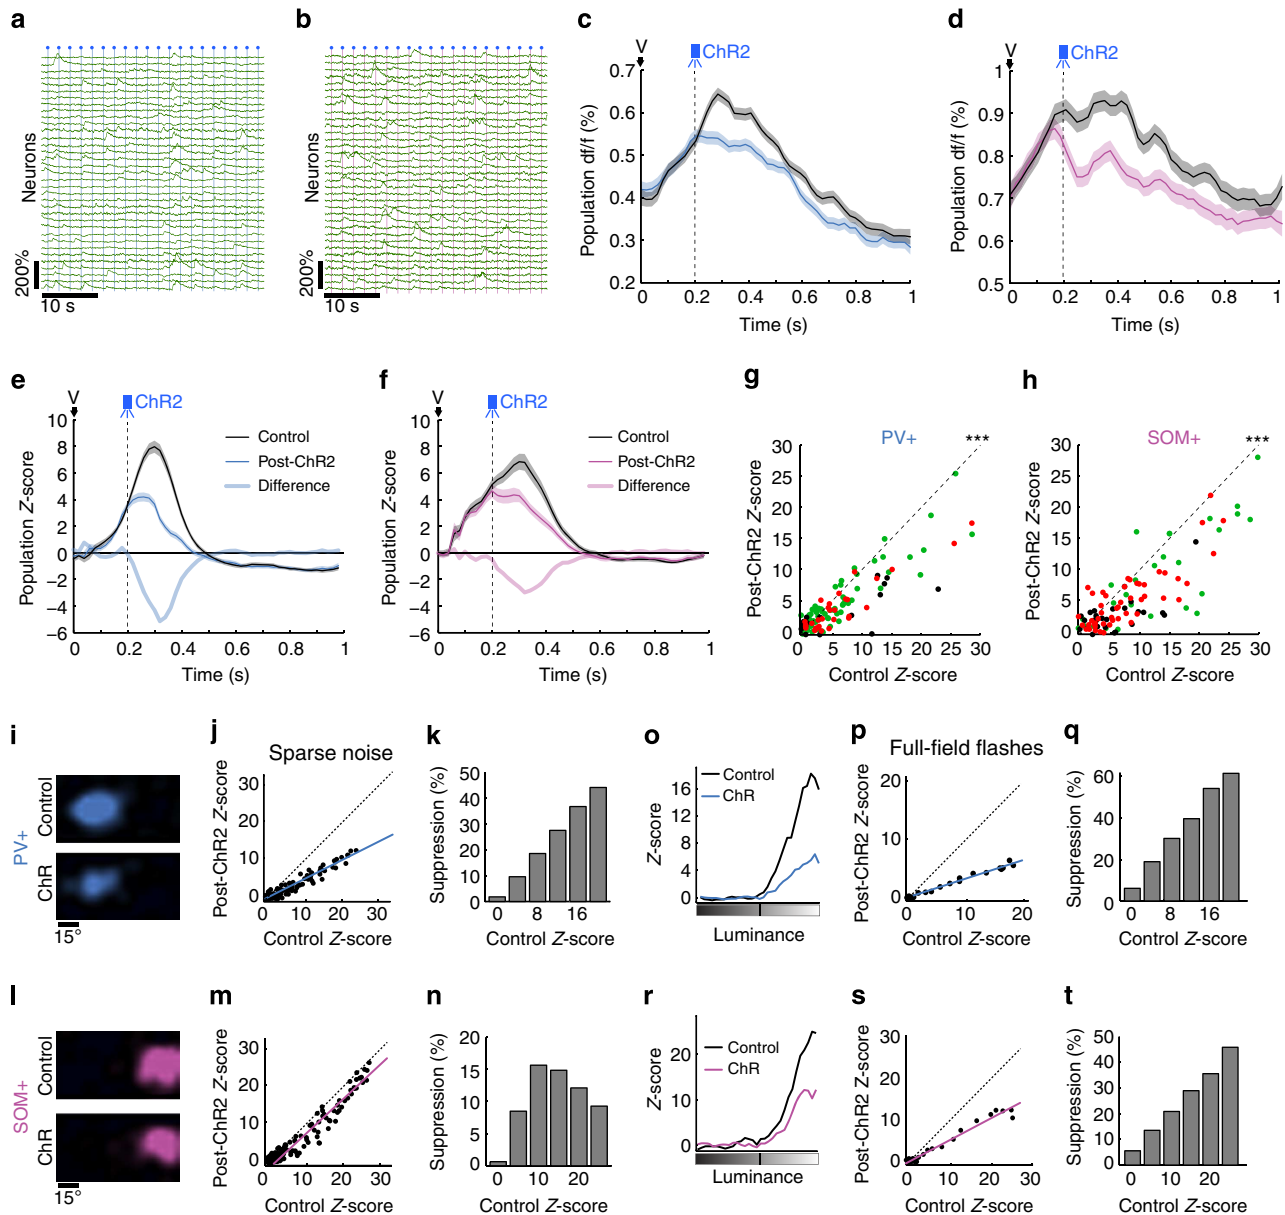 a
Neurons
200%
10 s
b
Neurons
200%
10 s
c
V
ChR2
Population df/f (%)
0.7
0.6
0.5
0.4
0.3
0.2
0 0.2 0.4 0.6 0.8 1
Time (s)
d
V
ChR2
Population df/f (%)
1
0.9
0.8
0.7
0.6
0.5
0 0.2 0.4 0.6 0.8 1
Time (s)
e
V
ChR2
Population Z-score
10
8
6
4
2
0
−2
−4
−6
Control
Post-ChR2
Difference
0 0.2 0.4 0.6 0.8 1
Time (s)
f
V
ChR2
Population Z-score
10
8
6
4
2
0
−2
−4
−6
Control
Post-ChR2
Difference
0 0.2 0.4 0.6 0.8 1
Time (s)
g
PV+
***
Post-ChR2 Z-score
30
25
20
15
10
5
0
0 5 10 15 20 25 30
Control Z-score
h
SOM+
***
Post-ChR2 Z-score
30
25
20
15
10
5
0
0 5 10 15 20 25 30
Control Z-score
i
PV+
Control
ChR
15°
j
Sparse noise
Post-ChR2 Z-score
30
20
10
0
0 10 20 30
Control Z-score
k
Suppression (%)
50
40
30
20
10
0
0 8 16
Control Z-score
o
Z-score
16
12
8
4
0
Control
ChR
Luminance
p
Full-field flashes
Post-ChR2 Z-score
20
10
0
0 10 20
Control Z-score
q
Suppression (%)
60
40
20
0
0 8 16
Control Z-score
l
SOM+
Control
ChR
15°
m
Post-ChR2 Z-score
30
20
10
0
0 10 20 30
Control Z-score
n
Suppression (%)
20
15
10
5
0
0 10 20
Control Z-score
r
Z-score
20
10
0
Control
ChR
Luminance
s
Post-ChR2 Z-score
30
20
10
0
0 10 20 30
Control Z-score
t
Suppression (%)
50
40
30
20
10
0
0 10 20
Control Z-score